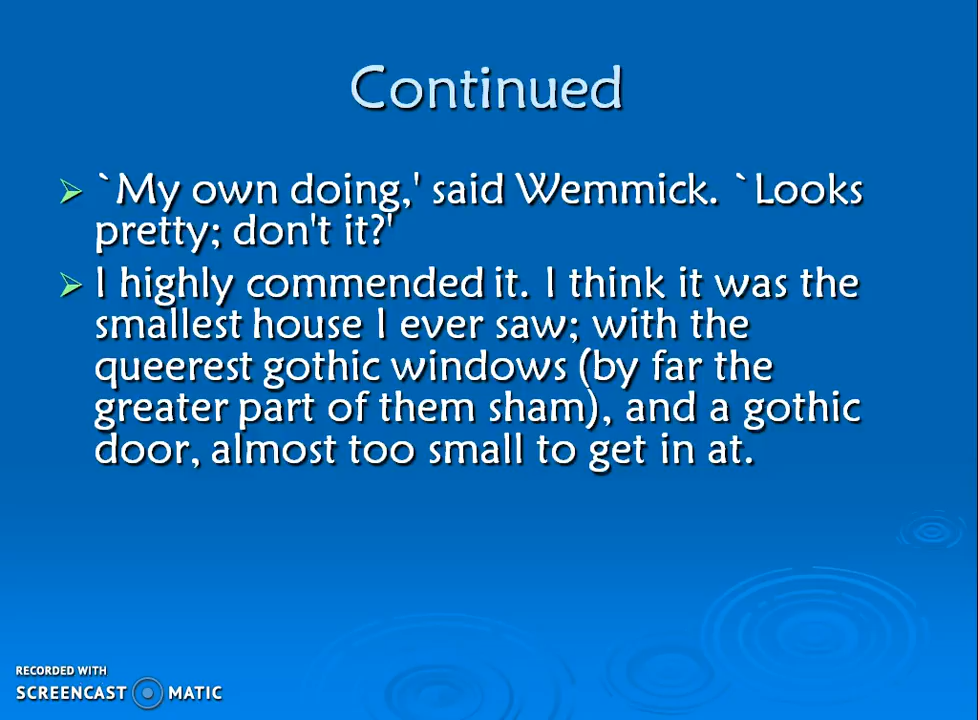 Continued
`My own doing,' said Wemmick. `Looks
pretty; don't it?'
I highly commended it. I think it was the
smallest house I ever saw; with the
queerest gothic windows (by far the
greater part of them sham), and a gothic
door, almost too small to get in at.
RECORDED WITH
SCREENCAST MATIC